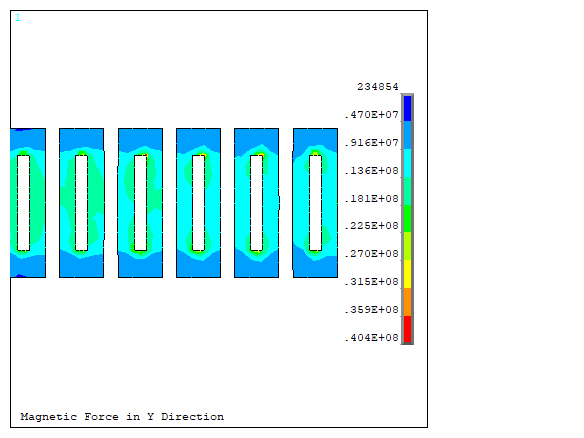 1
234854
.470E+07
.916E+07
.136E+08
.181E+08
.225E+08
.270E+08
.315E+08
.359E+08
.404E+08
Magnetic Force in Y Direction